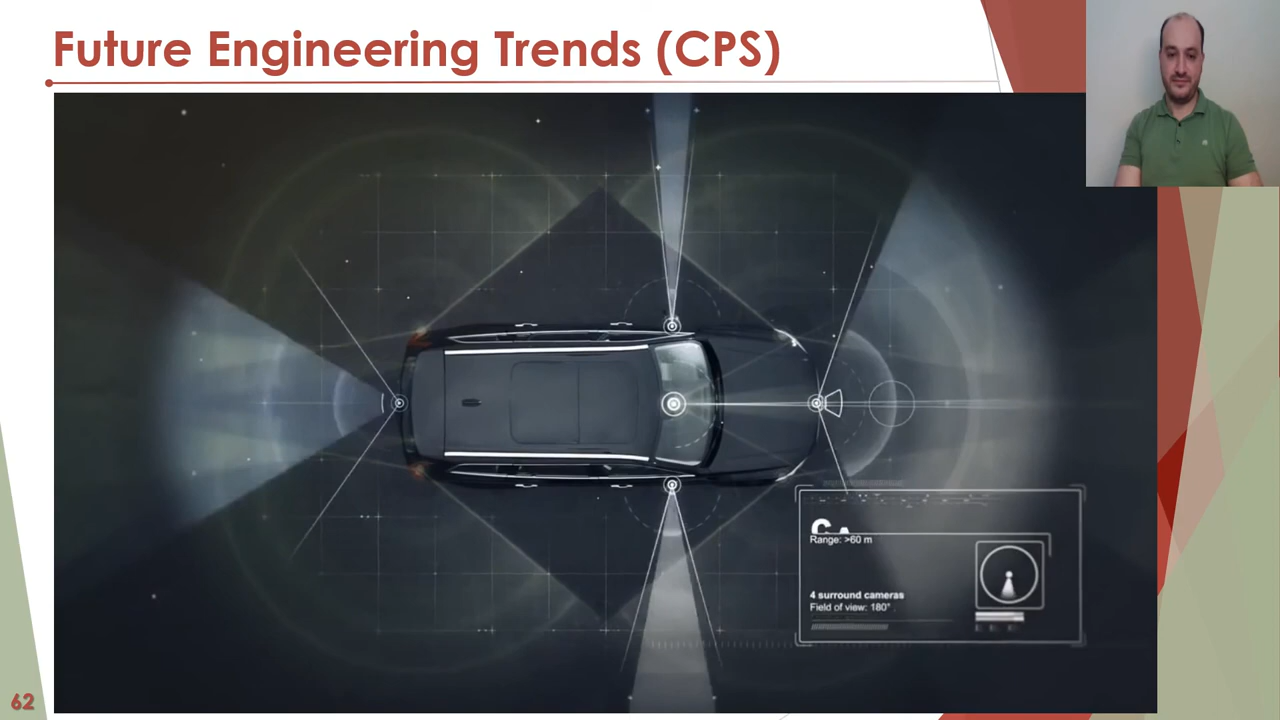 Future Engineering Trends (CPS)
Range: >60 m
4 surround cameras
Field of view: 180°
62